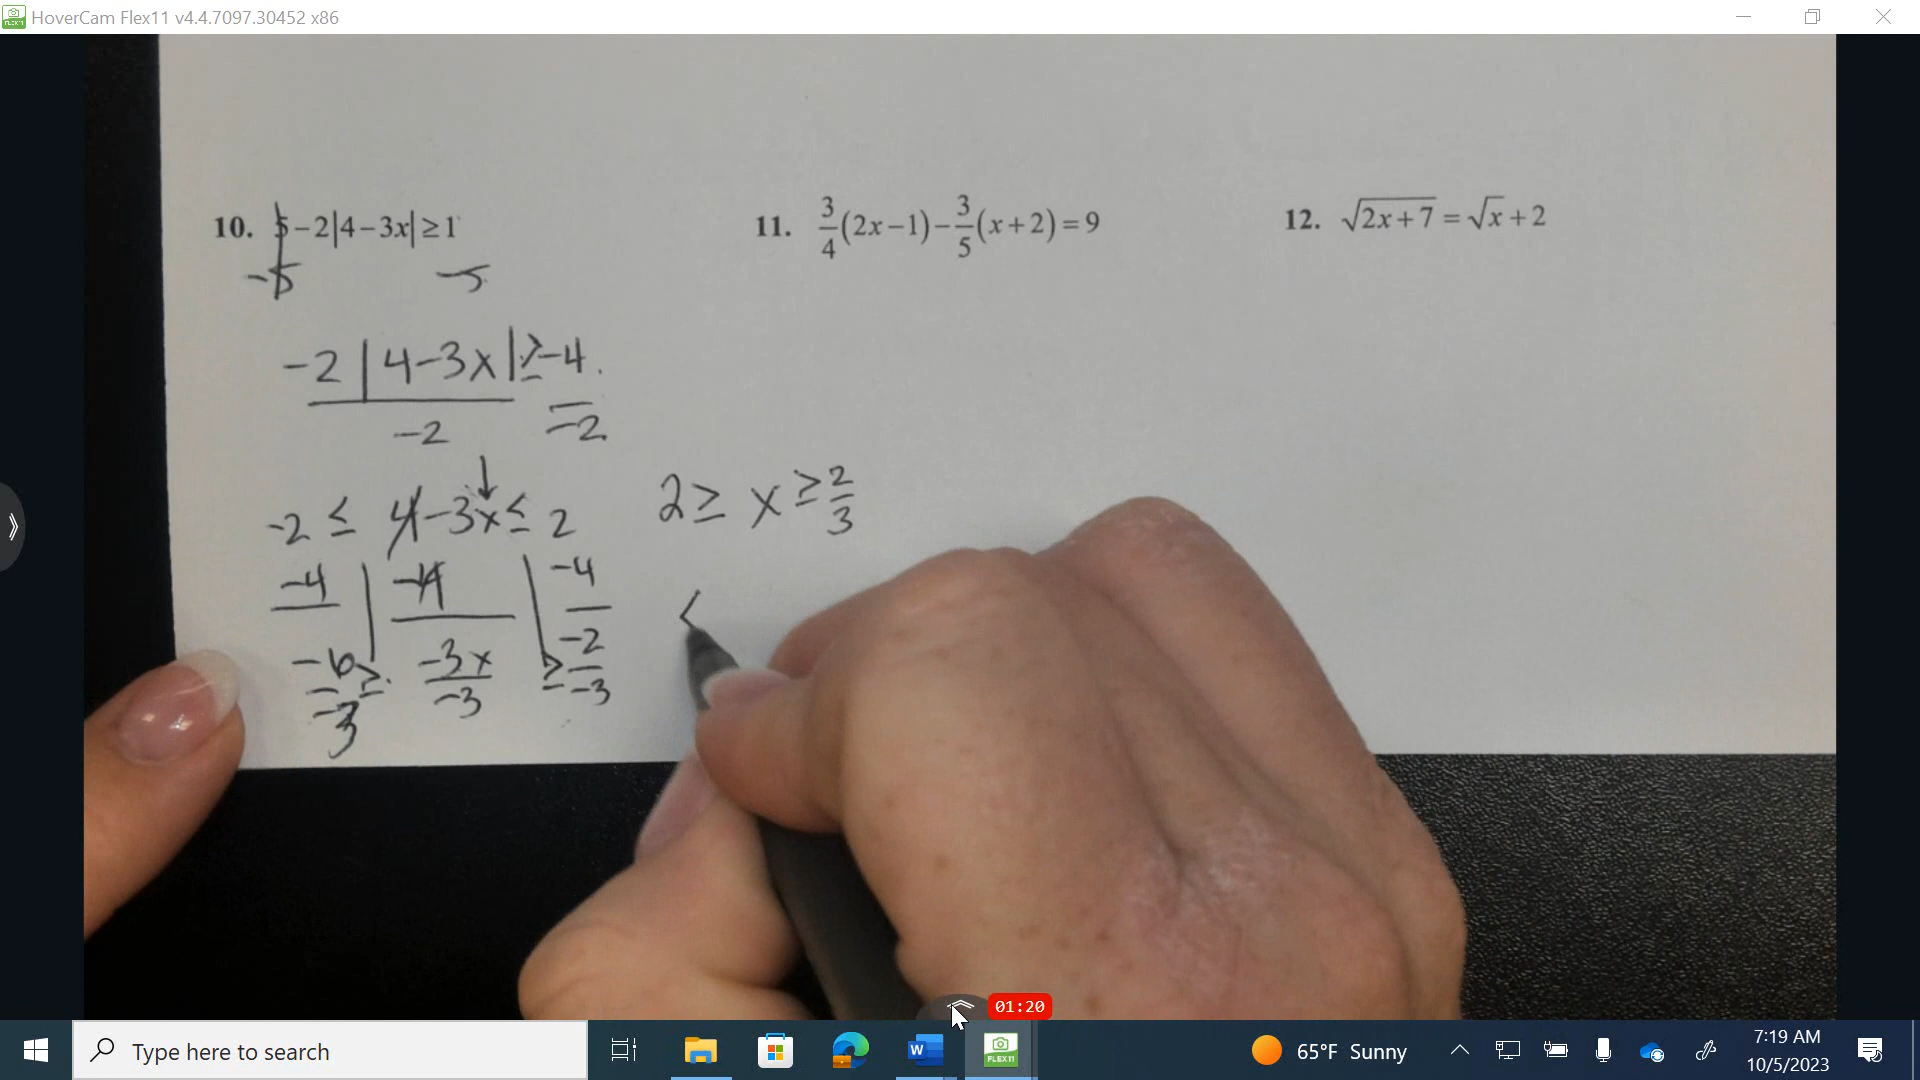 HoverCam Flex11 v4.4.7097.30452 x86
10. 5-2|4-3x|≥1
-5 -5
-2|4-3x|≥-4
-2 -2
-2 ≤ 4-3x ≤ 2
-4 -4 -4
-6 ≥ -3x ≥ -2
-3 -3 -3
2 ≥ x ≥ 2/3
11. 3/4(2x-1)-3/5(x+2)=9
12. √(2x+7)=√x+2
01:20
Type here to search
W
FLEX11
65°F Sunny
7:19 AM
10/5/2023